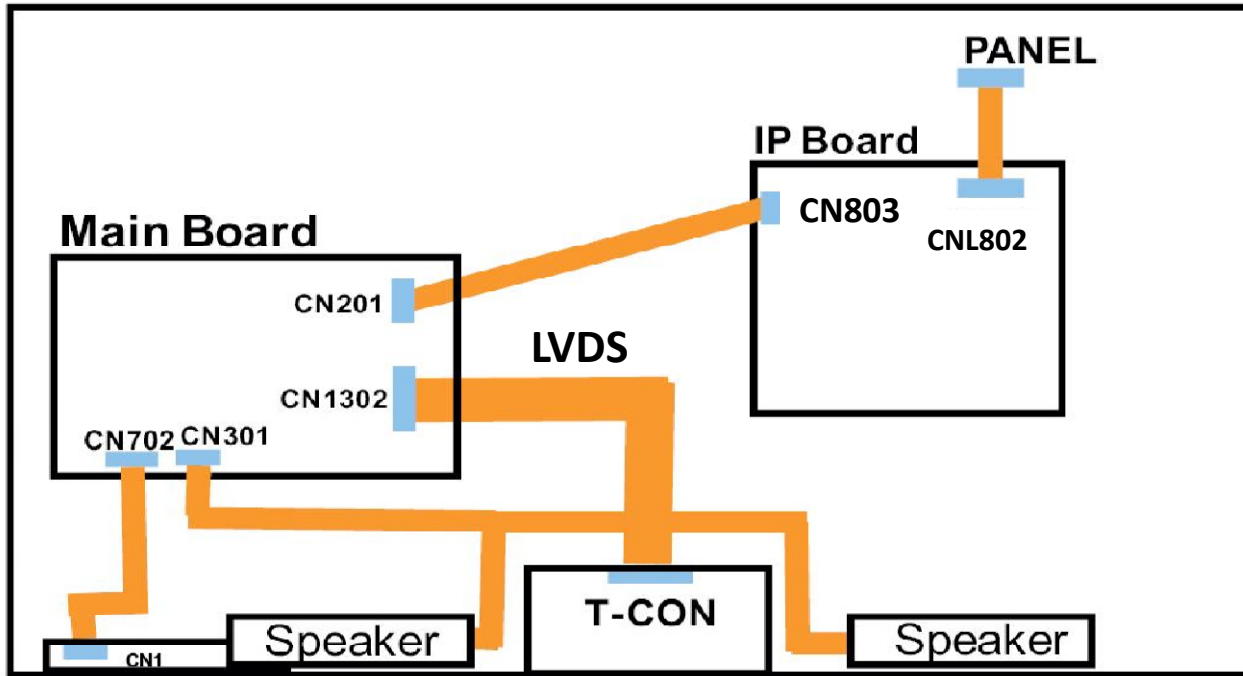 PANEL
IP Board
CN803
CNL802
Main Board
CN201
LVDS
CN1302
CN702 CN301
T-CON
Speaker
Speaker
CN1